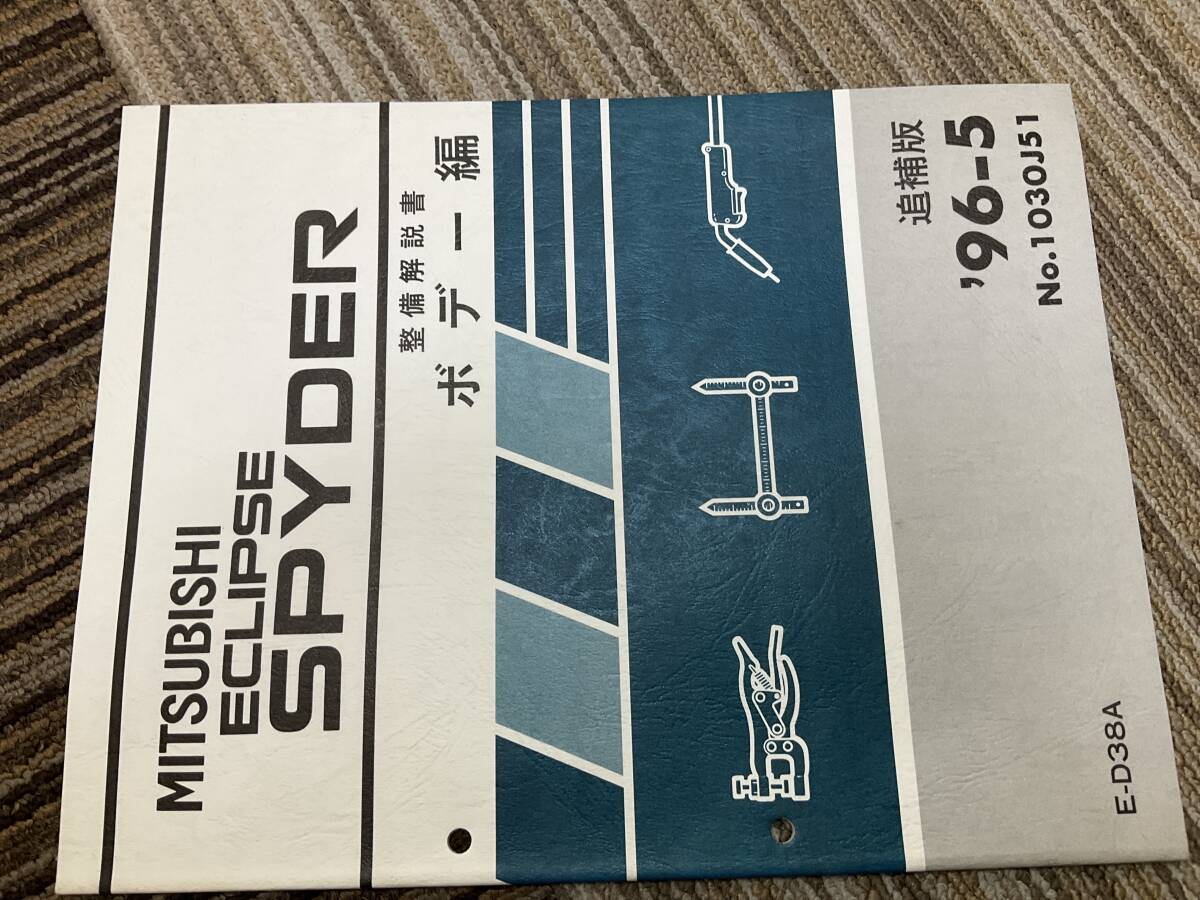 MITSUBISHI
ECLIPSE
SPYDER
整備解説書
ボデー編
追補版
'96-5
No.1030J51
E-D38A